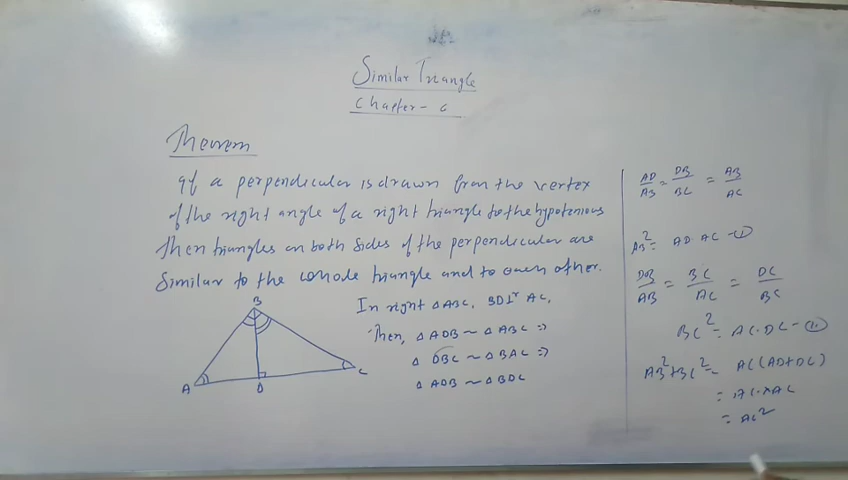 Similar Triangle
Chapter - 6
Theorem
If a perpendicular is drawn from the vertex
of the right angle of a right triangle to the hypotenious
Then triangles on both sides of the perpendicular are
Similar to the whole triangle and to each other.
B
A
D
C
In right △ABC, BD⊥r AC,
Then, △ ADB ~ △ ABC ⇒
△ DBC ~ △ BAC ⇒
△ ADB ~ △ BDC
AD/AB = DB/BC = AB/AC
AB² = AD·AC - ①
DB/AB = BC/AC = DC/BC
BC² = AC·DC - ②
AB²+BC² = AC(AD+DC)
= AC×AC
= AC²